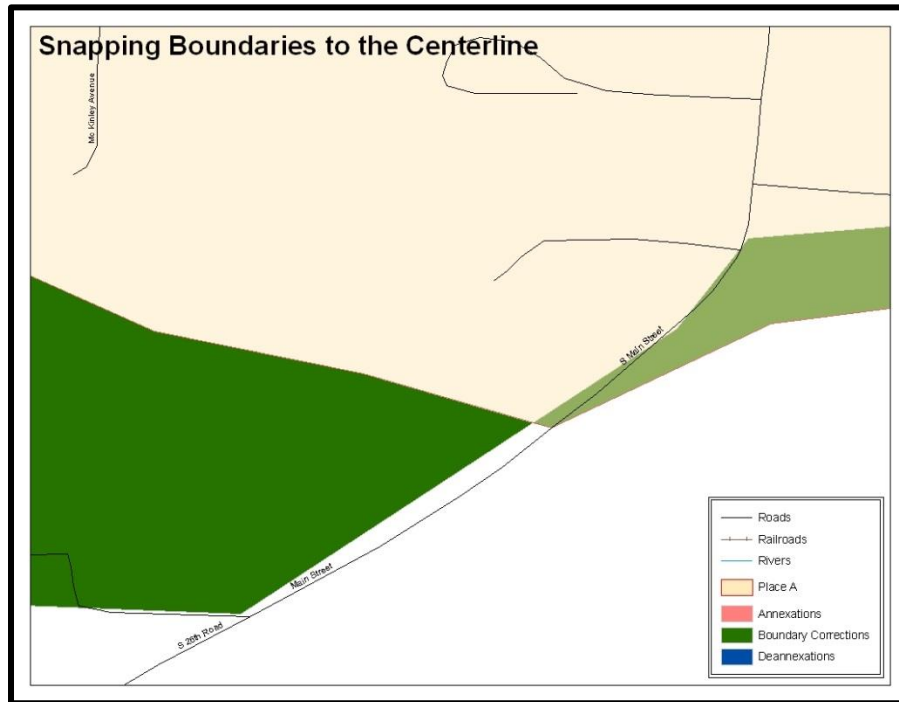 Snapping Boundaries to the Centerline
Mc Kinley Avenue
S Main Street
Main Street
S 26th Road
Roads
Railroads
Rivers
Place A
Annexations
Boundary Corrections
Deannexations